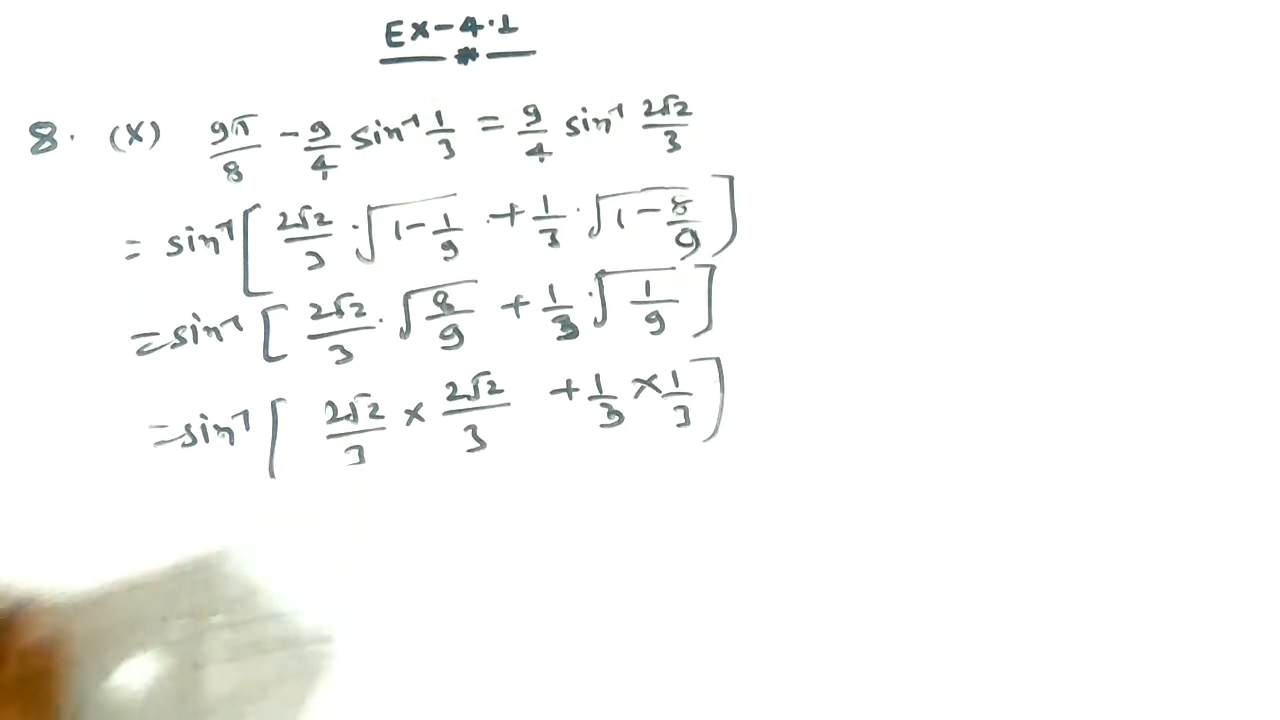 Ex-4.1
8. (x) 9π/8 - 9/4 sin⁻¹ 1/3 = 9/4 sin⁻¹ 2√2/3
= sin⁻¹ [ 2√2/3 · √(1 - 1/9) + 1/3 · √(1 - 8/9) ]
= sin⁻¹ [ 2√2/3 · √(8/9) + 1/3 · √(1/9) ]
= sin⁻¹ [ 2√2/3 × 2√2/3 + 1/3 × 1/3 ]